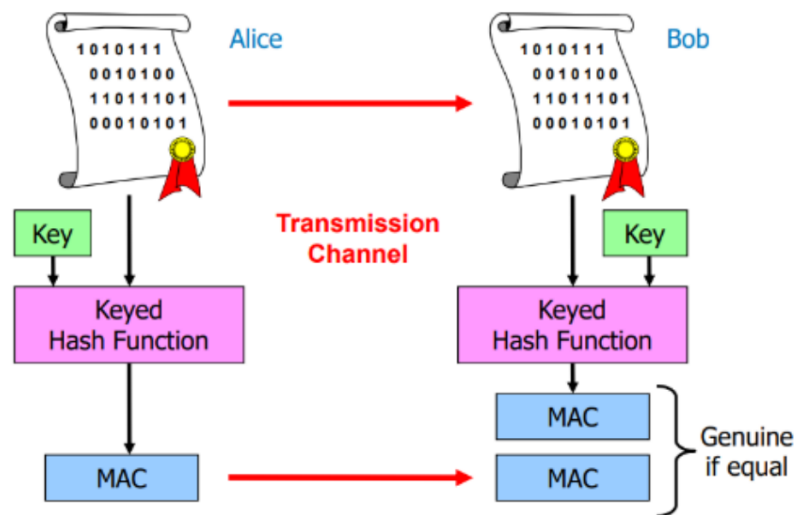 Alice
1010111
0010100
11011101
00010101
Bob
1010111
0010100
11011101
00010101
Transmission
Channel
Key
Key
Keyed
Hash Function
Keyed
Hash Function
MAC
MAC
MAC
Genuine
if equal